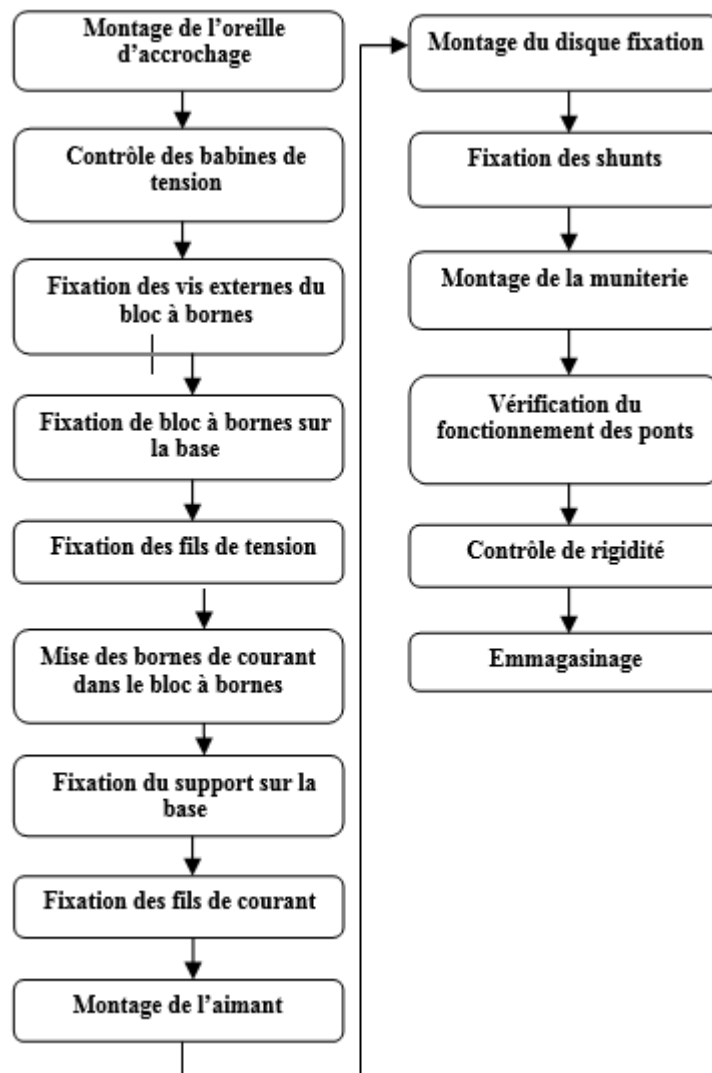 Montage de l'oreille
d'accrochage
Contrôle des babines de
tension
Fixation des vis externes du
bloc à bornes
Fixation de bloc à bornes sur
la base
Fixation des fils de tension
Mise des bornes de courant
dans le bloc à bornes
Fixation du support sur la
base
Fixation des fils de courant
Montage de l'aimant
Montage du disque fixation
Fixation des shunts
Montage de la muniterie
Vérification du
fonctionnement des ponts
Contrôle de rigidité
Emmagasinage